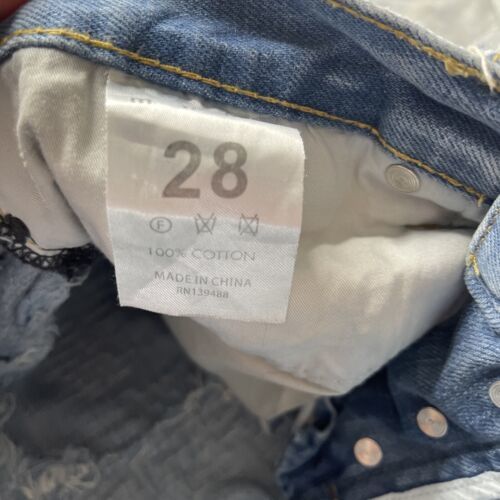 28
F
100% COTTON
MADE IN CHINA
RN139488